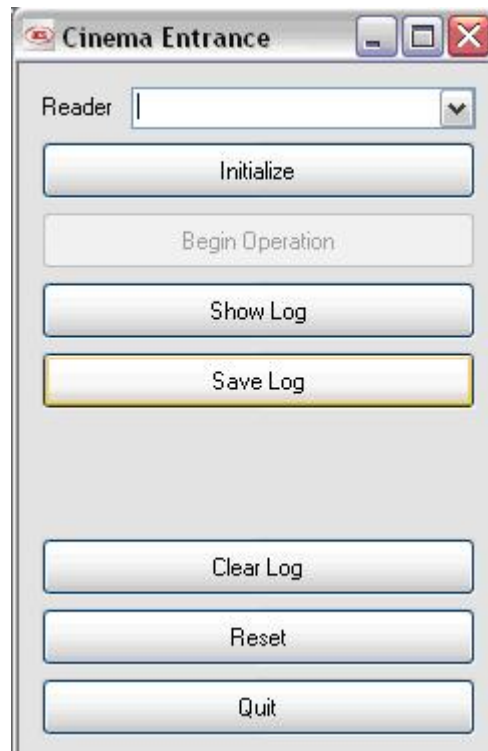 Cinema Entrance
Reader
Initialize
Begin Operation
Show Log
Save Log
Clear Log
Reset
Quit